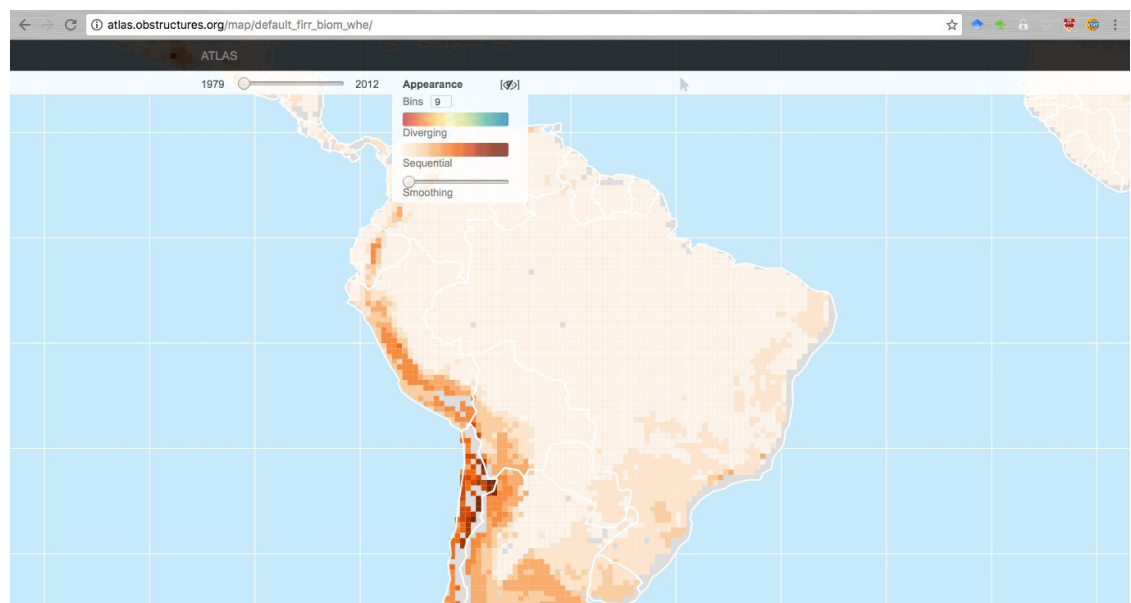 atlas.obstructures.org/map/default_firr_biom_whe/
ATLAS
1979 2012
Appearance []
Bins 9
Diverging
Sequential
Smoothing